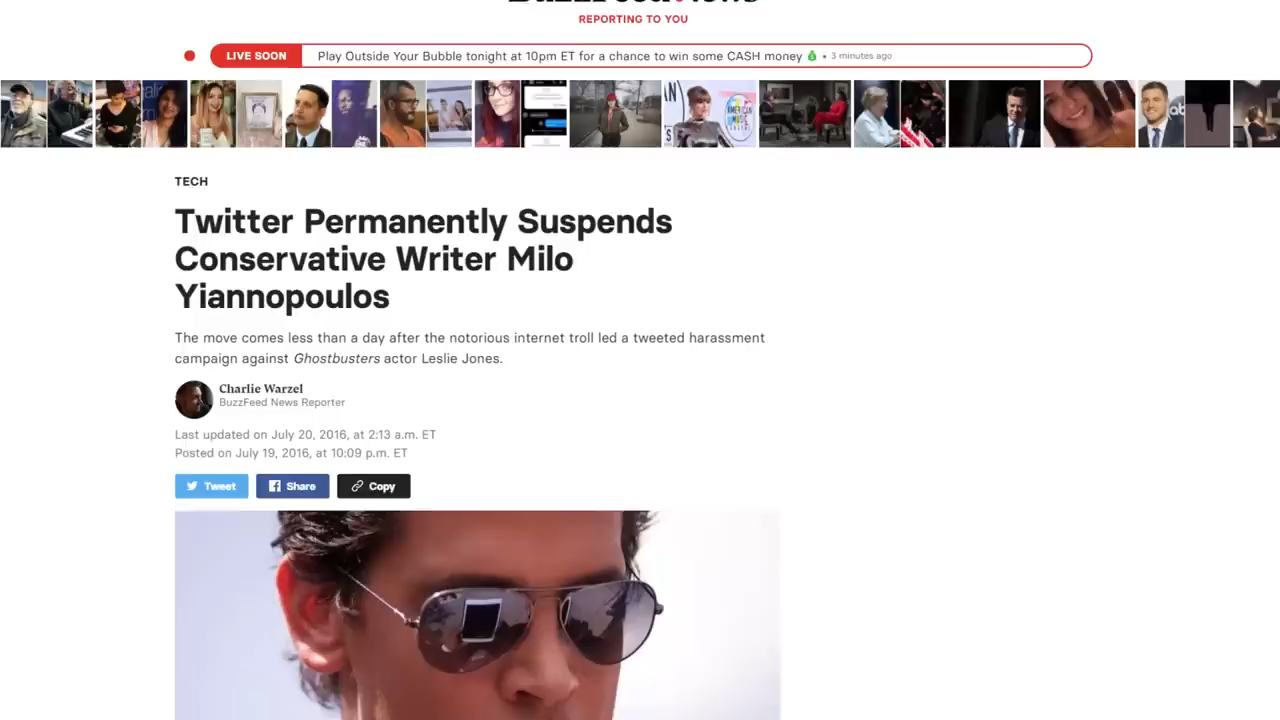 REPORTING TO YOU
LIVE SOON Play Outside Your Bubble tonight at 10pm ET for a chance to win some CASH money 💰 • 3 minutes ago
TECH
Twitter Permanently Suspends
Conservative Writer Milo
Yiannopoulos
The move comes less than a day after the notorious internet troll led a tweeted harassment
campaign against Ghostbusters actor Leslie Jones.
Charlie Warzel
BuzzFeed News Reporter
Last updated on July 20, 2016, at 2:13 a.m. ET
Posted on July 19, 2016, at 10:09 p.m. ET
Tweet Share Copy